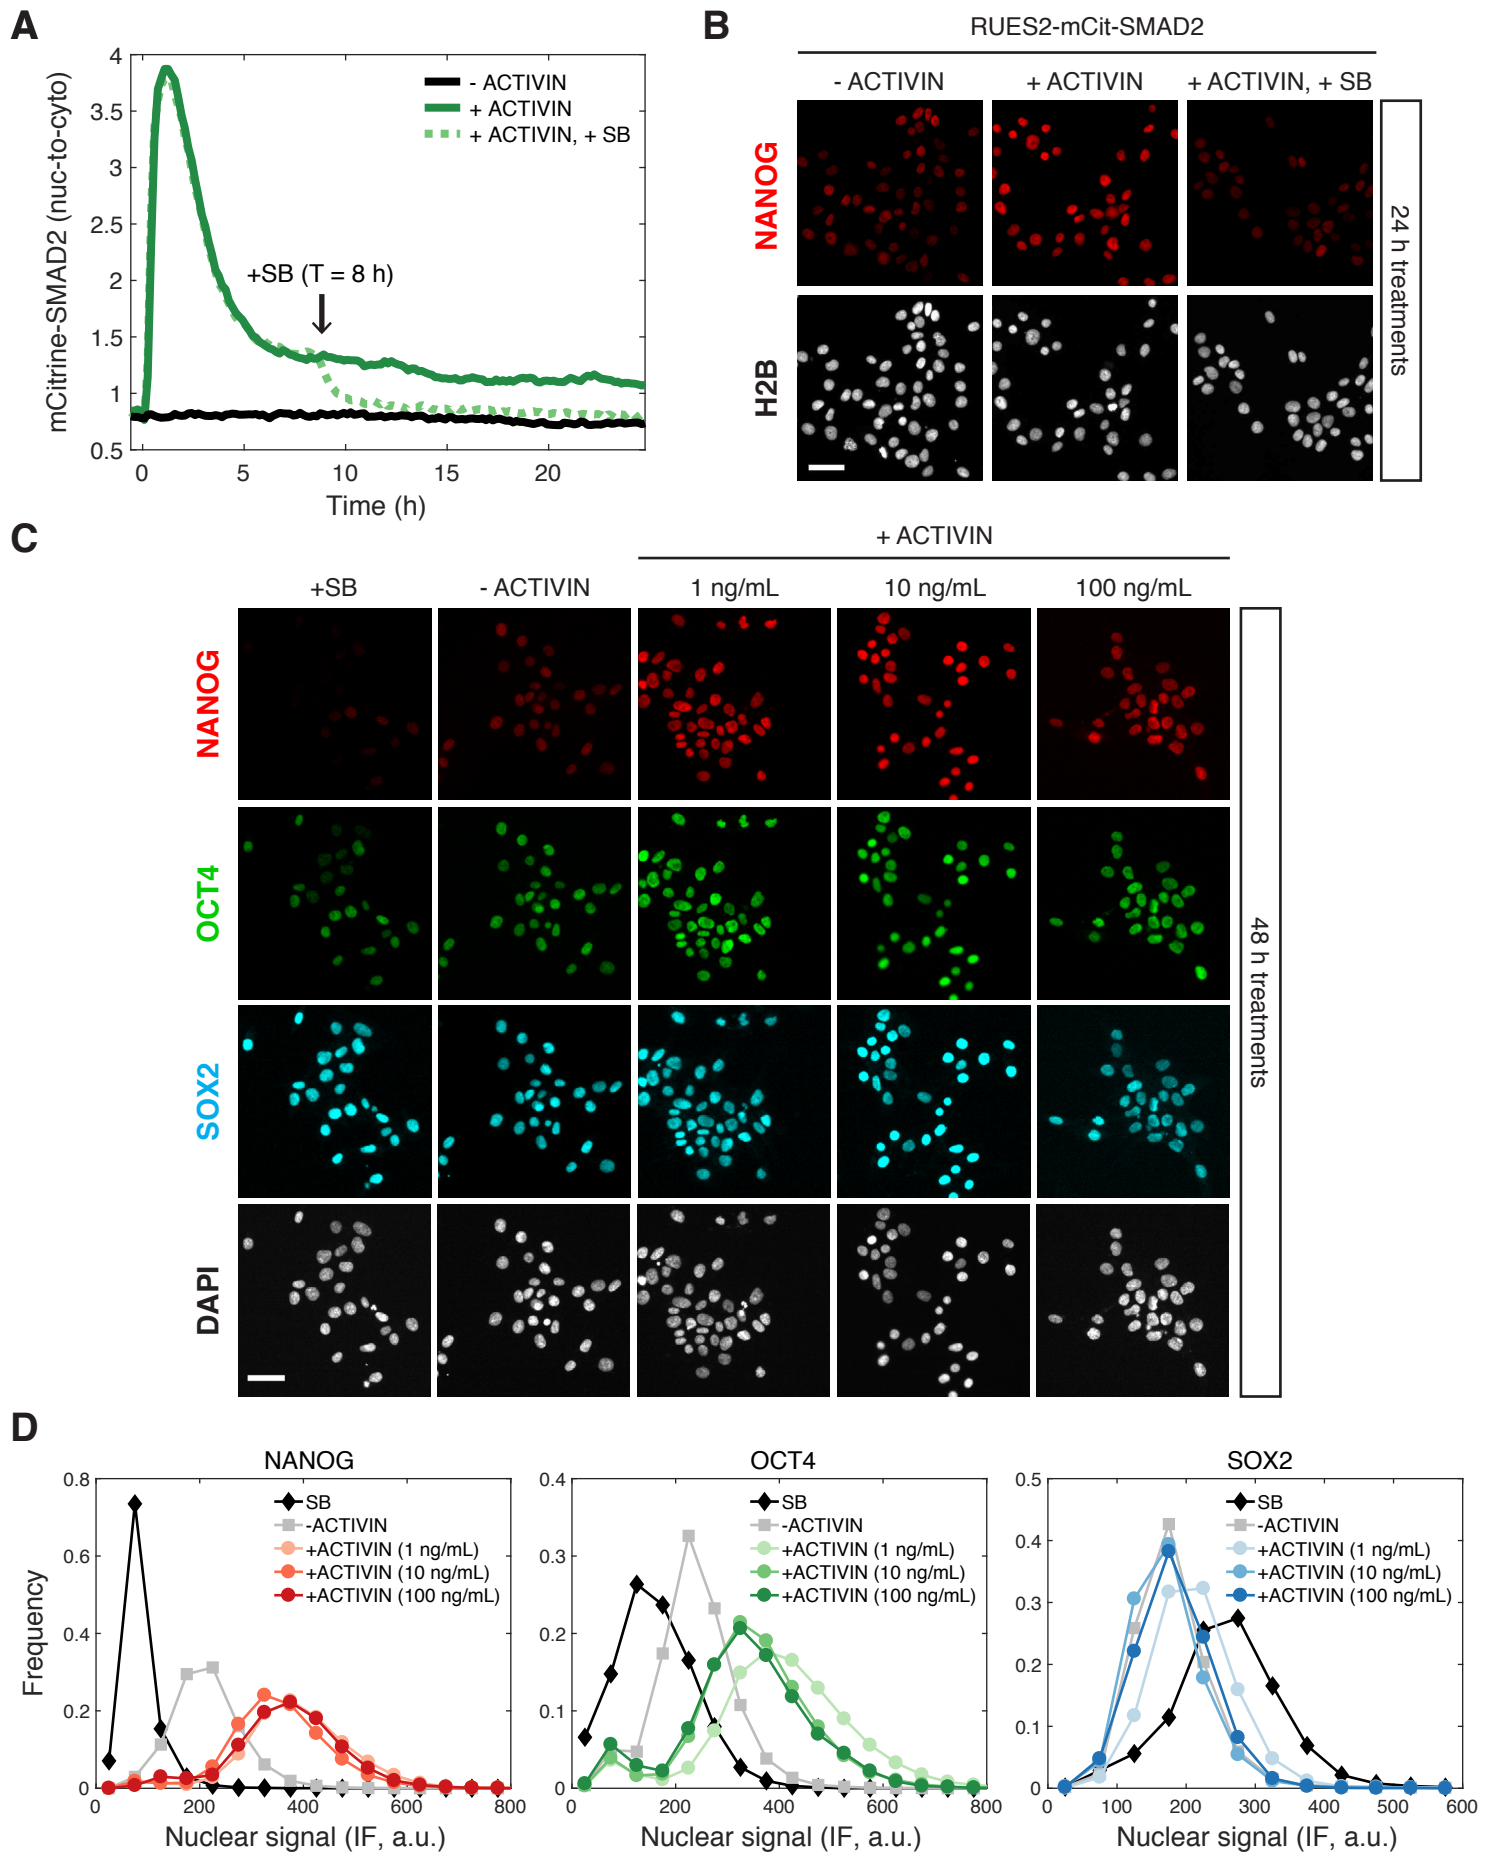 A
mCitrine-SMAD2 (nuc-to-cyto)
4
3.5
3
2.5
2
1.5
1
0.5
0
5
10
15
20
Time (h)
- ACTIVIN
+ ACTIVIN
+ ACTIVIN, + SB
+SB (T = 8 h)
B
RUES2-mCit-SMAD2
- ACTIVIN
+ ACTIVIN
+ ACTIVIN, + SB
NANOG
H2B
24 h treatments
C
+ ACTIVIN
+SB
- ACTIVIN
1 ng/mL
10 ng/mL
100 ng/mL
NANOG
OCT4
SOX2
DAPI
48 h treatments
D
NANOG
Frequency
0.8
0.6
0.4
0.2
0
0
200
400
600
800
Nuclear signal (IF, a.u.)
SB
-ACTIVIN
+ACTIVIN (1 ng/mL)
+ACTIVIN (10 ng/mL)
+ACTIVIN (100 ng/mL)
OCT4
0.4
0.3
0.2
0.1
0
0
200
400
600
800
Nuclear signal (IF, a.u.)
SB
-ACTIVIN
+ACTIVIN (1 ng/mL)
+ACTIVIN (10 ng/mL)
+ACTIVIN (100 ng/mL)
SOX2
0.5
0.4
0.3
0.2
0.1
0
0
100
200
300
400
500
600
Nuclear signal (IF, a.u.)
SB
-ACTIVIN
+ACTIVIN (1 ng/mL)
+ACTIVIN (10 ng/mL)
+ACTIVIN (100 ng/mL)